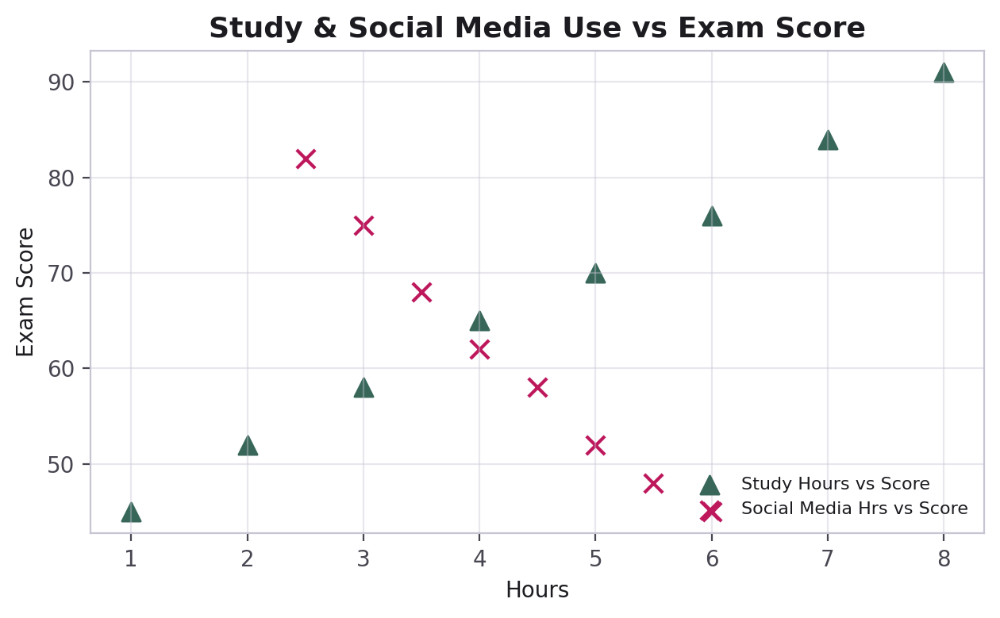 Study & Social Media Use vs Exam Score
Exam Score
90
80
70
60
50
Study Hours vs Score
Social Media Hrs vs Score
1 2 3 4 5 6 7 8
Hours